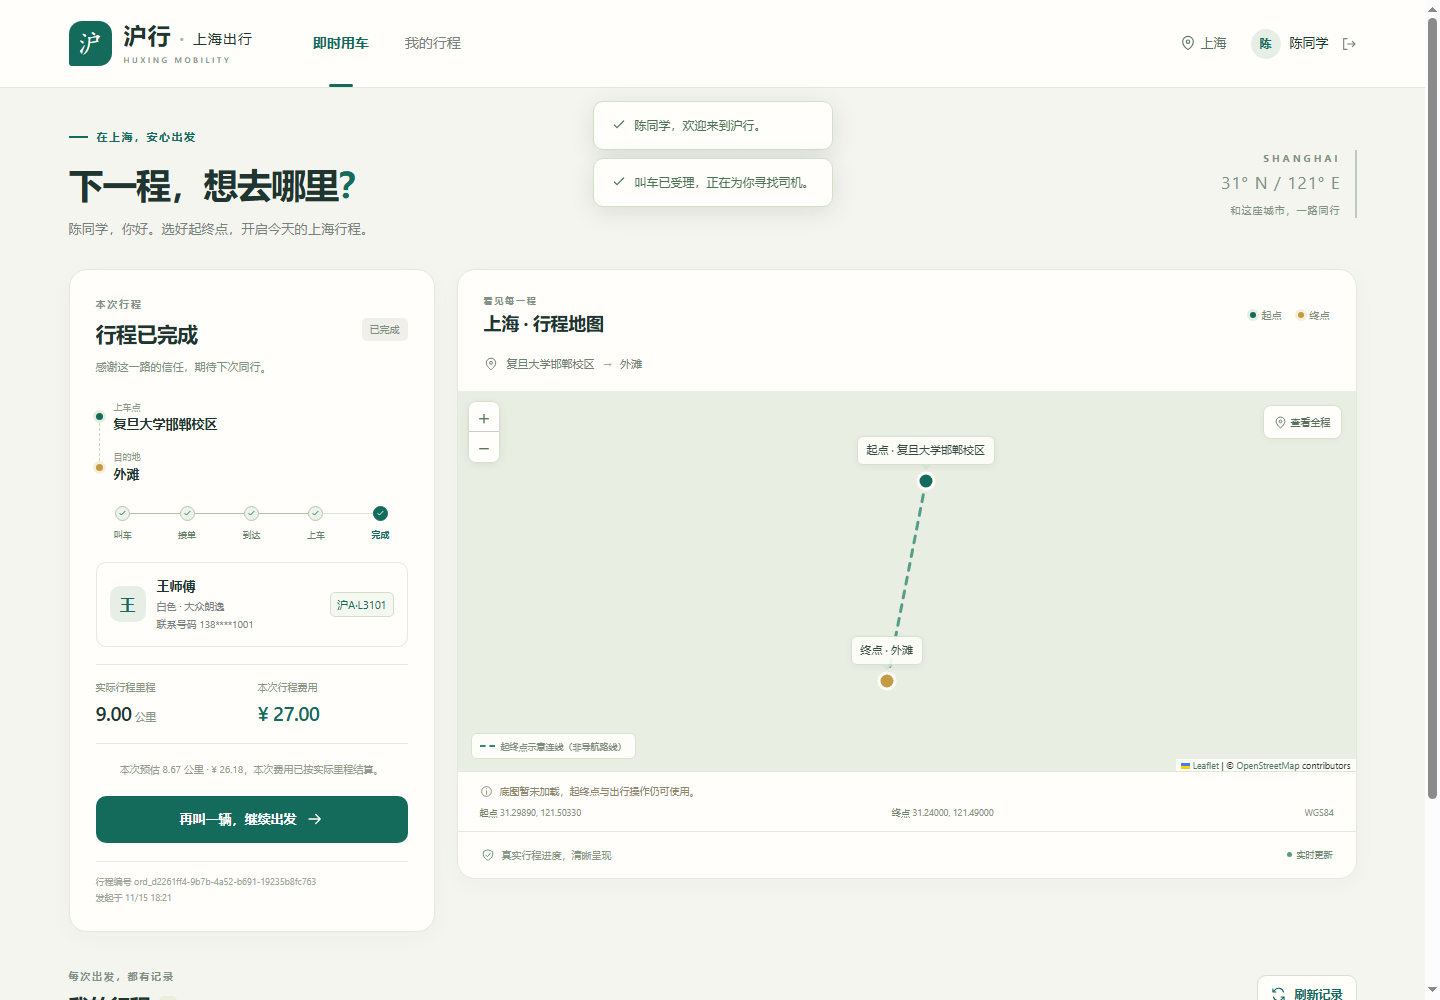 沪
沪行 · 上海出行
HUXING MOBILITY
即时用车
我的行程
上海
陈
陈同学
陈同学，欢迎来到沪行。
叫车已受理，正在为你寻找司机。
在上海，安心出发
下一程，想去哪里？
陈同学，你好。选好起终点，开启今天的上海行程。
SHANGHAI
31° N / 121° E
和这座城市，一路同行
本次行程
行程已完成
已完成
感谢这一路的信任，期待下次同行。
上车点
复旦大学邯郸校区
目的地
外滩
叫车
接单
到达
上车
完成
王
王师傅
白色 · 大众朗逸
联系号码 138****1001
沪A·L3101
实际行程里程
9.00 公里
本次行程费用
¥ 27.00
本次预估 8.67 公里 · ¥ 26.18，本次费用已按实际里程结算。
再叫一辆，继续出发 →
行程编号 ord_d2261ff4-9b7b-4a52-b691-19235b8fc763
发起于 11/15 18:21
看见每一程
上海 · 行程地图
起点
终点
复旦大学邯郸校区 → 外滩
+
−
查看全程
起点 · 复旦大学邯郸校区
终点 · 外滩
起终点示意连线（非导航路线）
Leaflet | © OpenStreetMap contributors
底图暂未加载，起终点与出行操作仍可使用。
起点 31.29890, 121.50330
终点 31.24000, 121.49000
WGS84
真实行程进度，清晰呈现
实时更新
每次出发，都有记录
我的行程
刷新记录